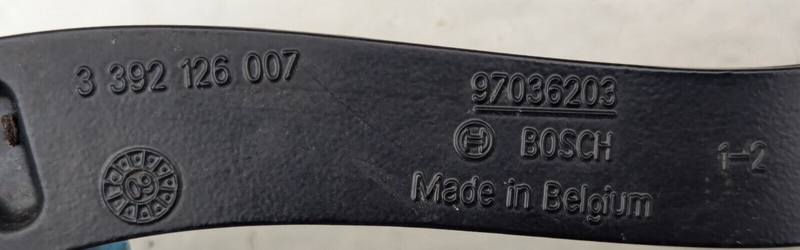 3 392 126 007
97036203
BOSCH
1-2
Made in Belgium
09